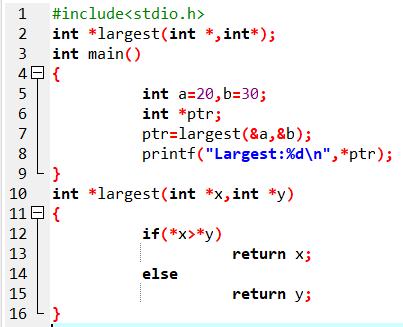 1 #include<stdio.h>
2 int *largest(int *,int*);
3 int main()
4 {
5 int a=20,b=30;
6 int *ptr;
7 ptr=largest(&a,&b);
8 printf("Largest:%d\n",*ptr);
9 }
10 int *largest(int *x,int *y)
11 {
12 if(*x>*y)
13 return x;
14 else
15 return y;
16 }